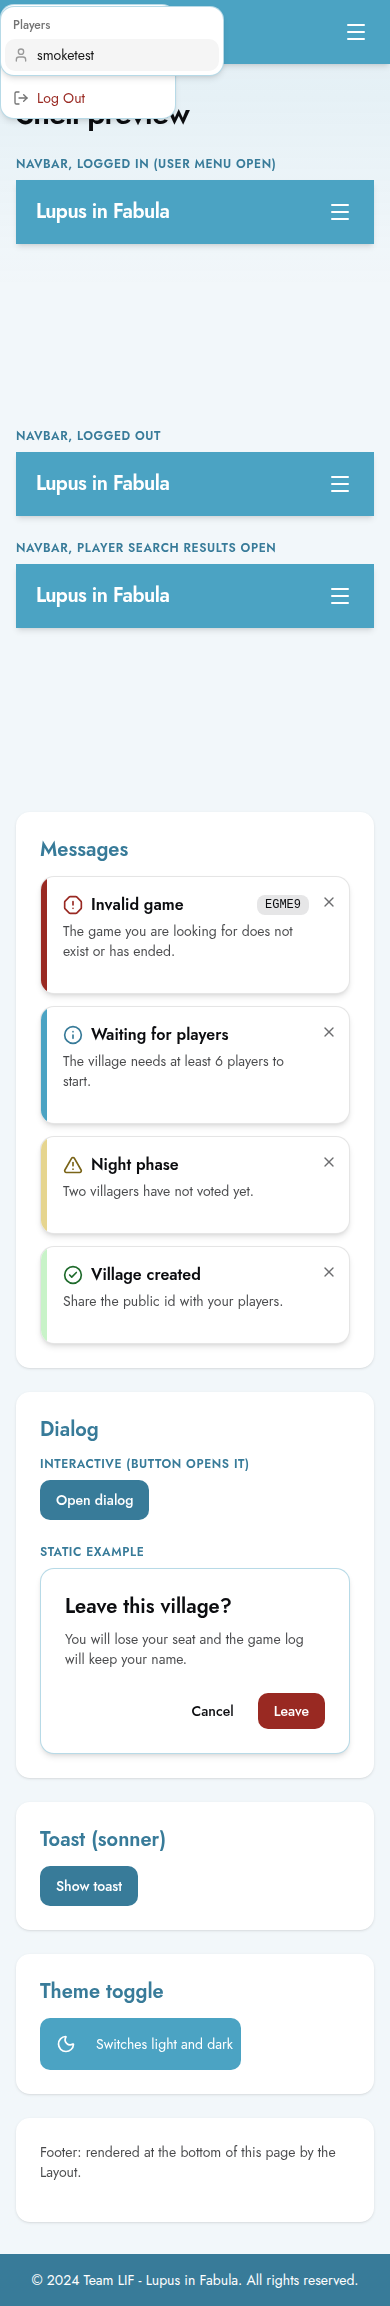 Players
smoketest
Log Out
Shell preview
NAVBAR, LOGGED IN (USER MENU OPEN)
Lupus in Fabula
NAVBAR, LOGGED OUT
Lupus in Fabula
NAVBAR, PLAYER SEARCH RESULTS OPEN
Lupus in Fabula
Messages
Invalid game EGME9
The game you are looking for does not
exist or has ended.
Waiting for players
The village needs at least 6 players to
start.
Night phase
Two villagers have not voted yet.
Village created
Share the public id with your players.
Dialog
INTERACTIVE (BUTTON OPENS IT)
Open dialog
STATIC EXAMPLE
Leave this village?
You will lose your seat and the game log
will keep your name.
Cancel Leave
Toast (sonner)
Show toast
Theme toggle
Switches light and dark
Footer: rendered at the bottom of this page by the
Layout.
© 2024 Team LIF - Lupus in Fabula. All rights reserved.